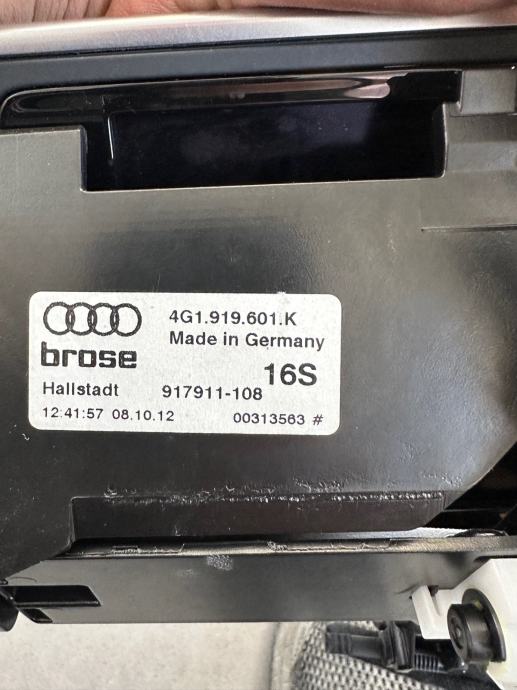 4G1.919.601.K
Made in Germany
brose
16S
Hallstadt 917911-108
12:41:57 08.10.12 00313563 #